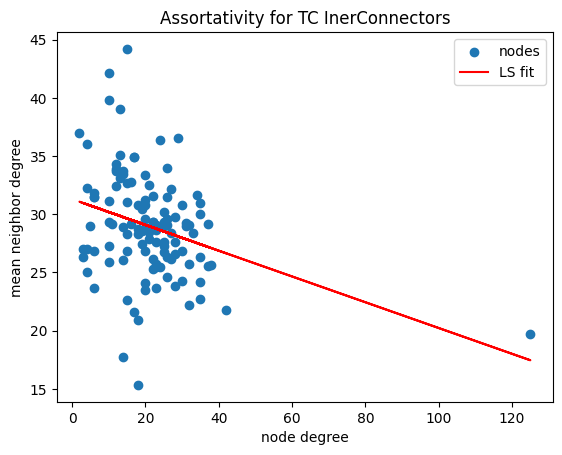 Assortativity for TC InerConnectors
45
40
35
30
25
20
15
mean neighbor degree
nodes
LS fit
0 20 40 60 80 100 120
node degree